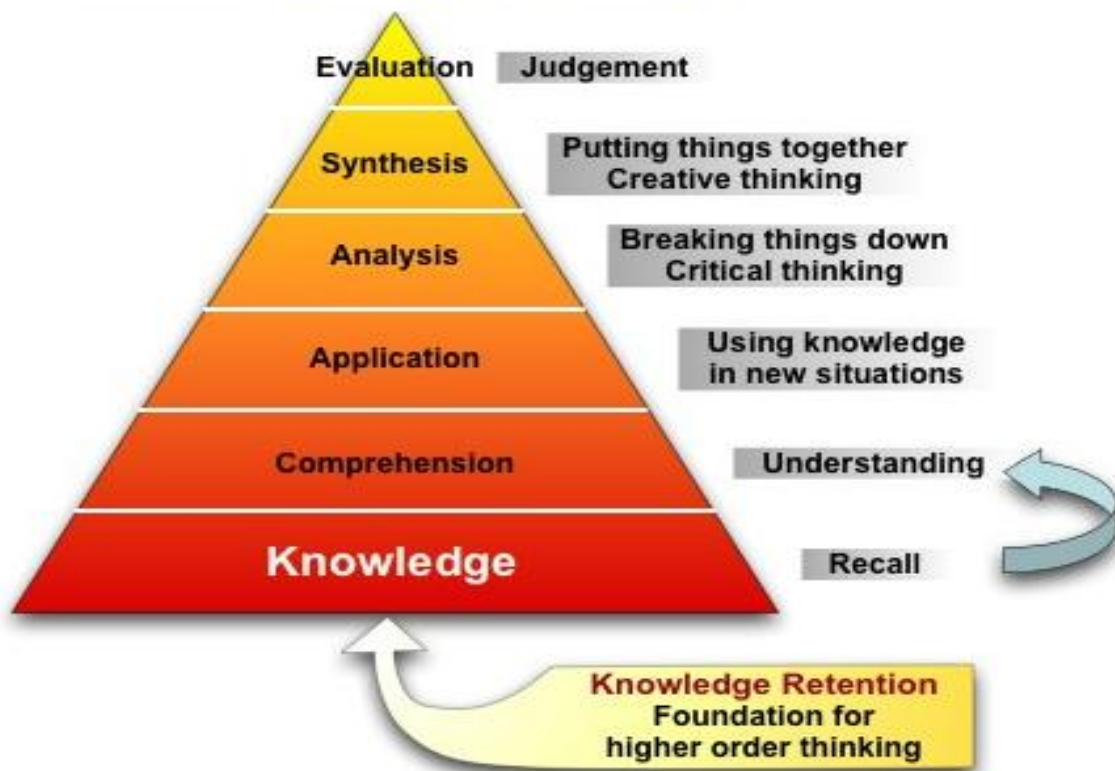 Evaluation Judgement
Synthesis
Putting things together
Creative thinking
Analysis
Breaking things down
Critical thinking
Application
Using knowledge
in new situations
Comprehension Understanding
Knowledge Recall
Knowledge Retention
Foundation for
higher order thinking